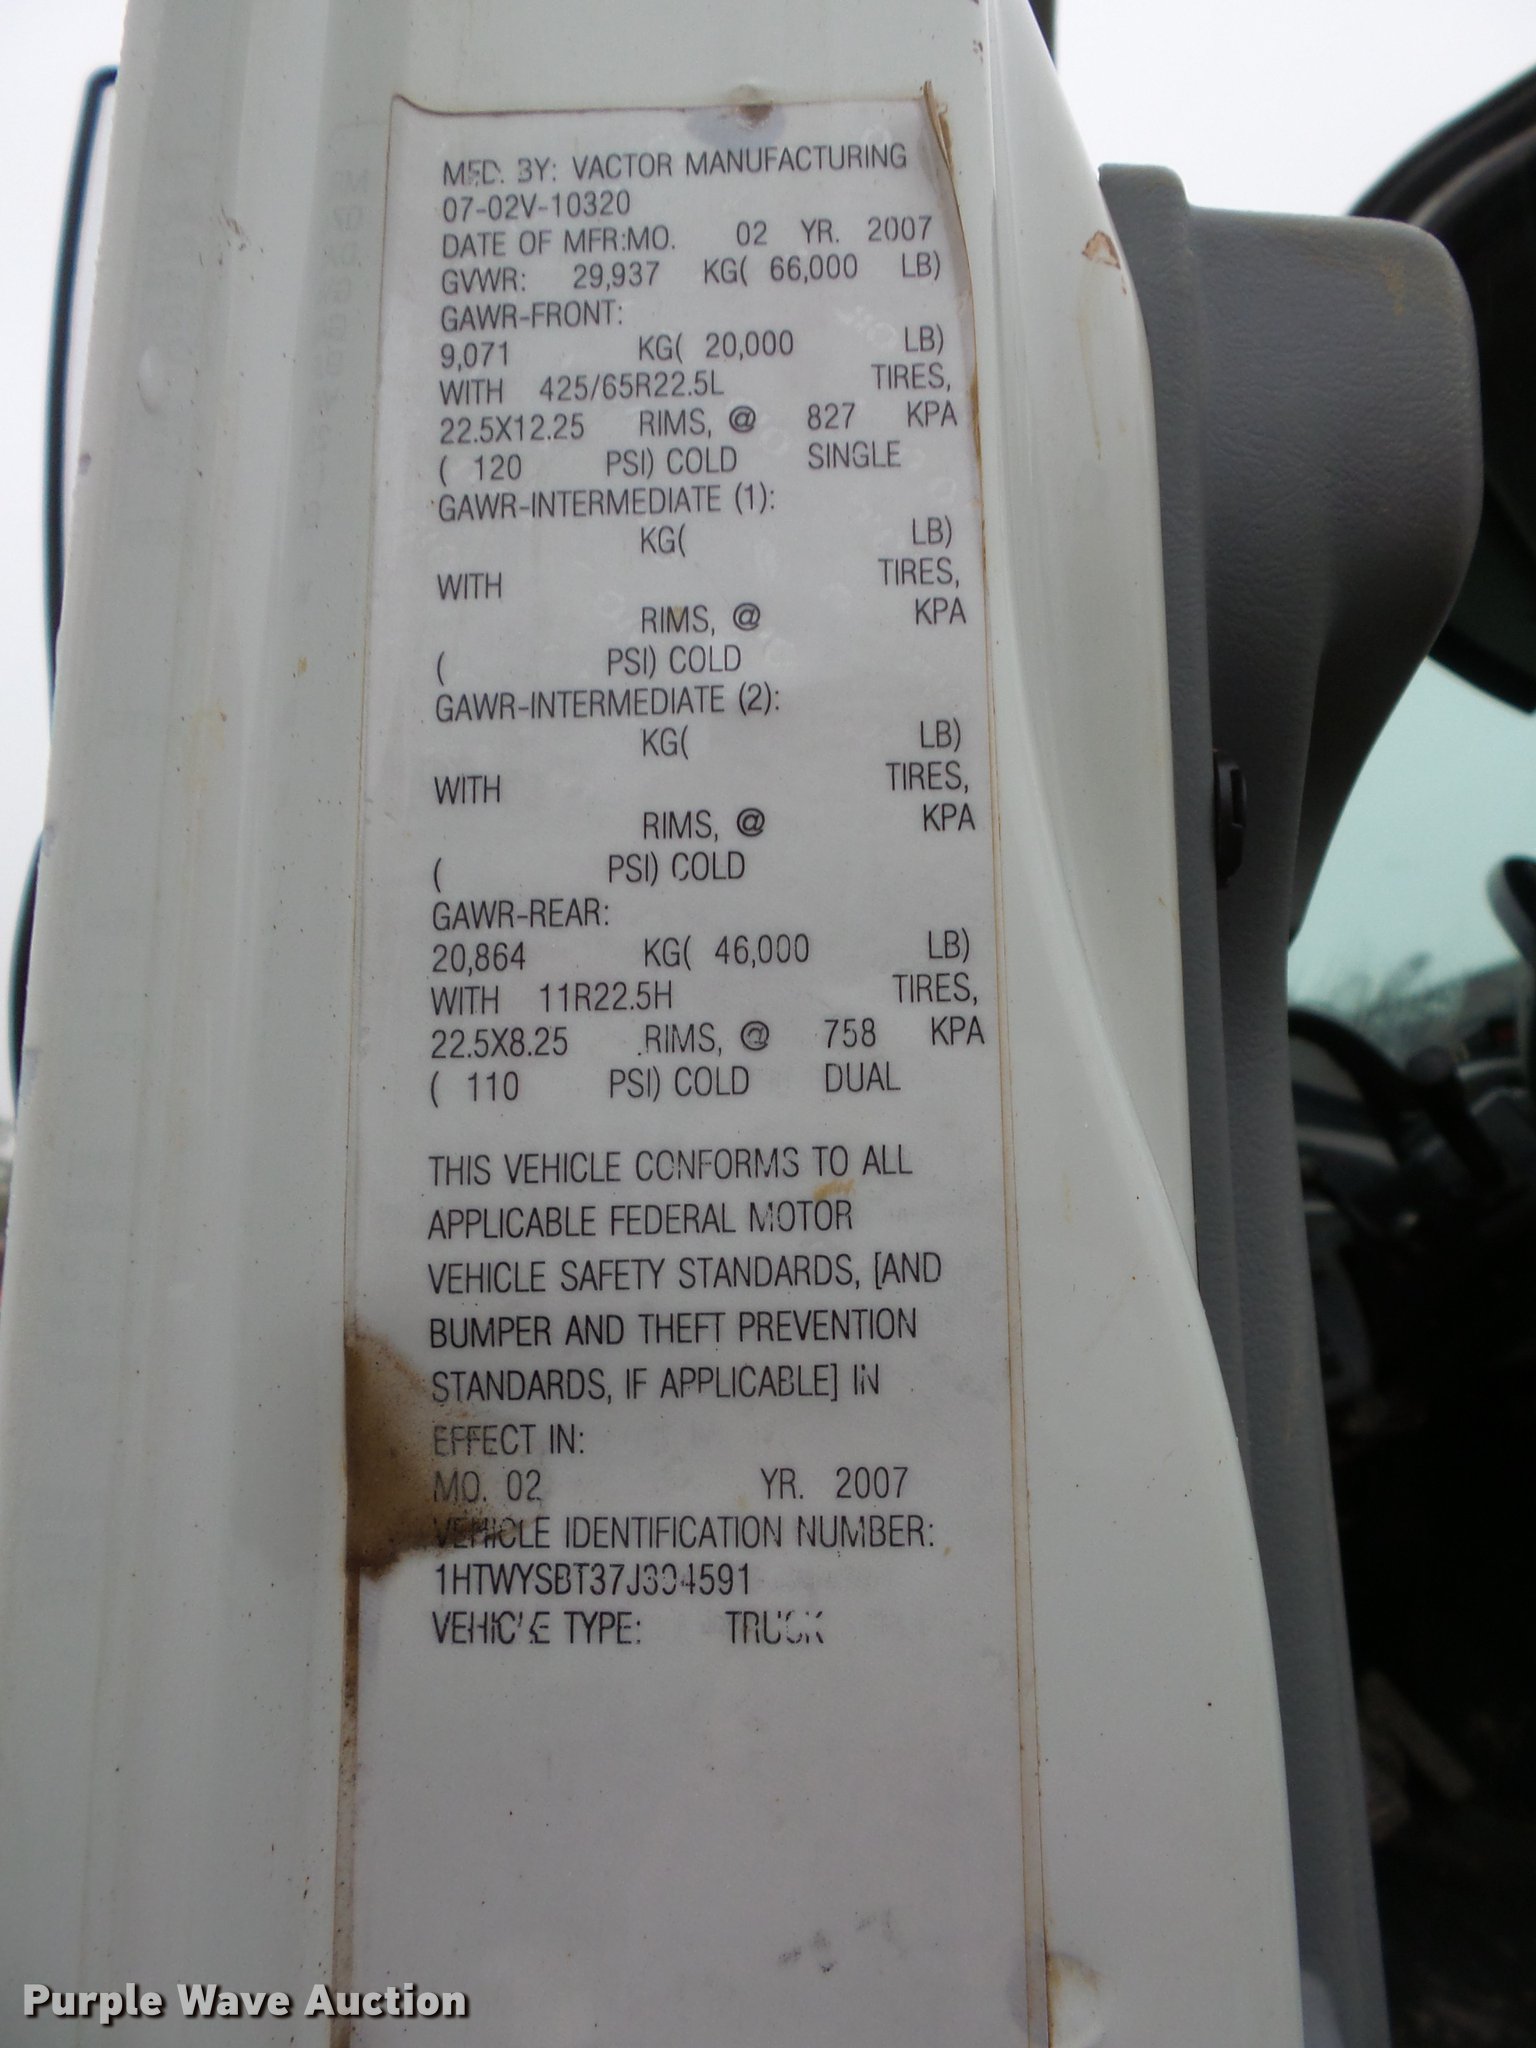 MFD. BY: VACTOR MANUFACTURING
07-02V-10320
DATE OF MFR:MO. 02 YR. 2007
GVWR: 29,937 KG( 66,000 LB)
GAWR-FRONT:
9,071 KG( 20,000 LB)
WITH 425/65R22.5L TIRES,
22.5X12.25 RIMS, @ 827 KPA
( 120 PSI) COLD SINGLE
GAWR-INTERMEDIATE (1):
KG( LB)
WITH TIRES,
RIMS, @ KPA
( PSI) COLD
GAWR-INTERMEDIATE (2):
KG( LB)
WITH TIRES,
RIMS, @ KPA
( PSI) COLD
GAWR-REAR:
20,864 KG( 46,000 LB)
WITH 11R22.5H TIRES,
22.5X8.25 RIMS, @ 758 KPA
( 110 PSI) COLD DUAL
THIS VEHICLE CONFORMS TO ALL
APPLICABLE FEDERAL MOTOR
VEHICLE SAFETY STANDARDS, [AND
BUMPER AND THEFT PREVENTION
STANDARDS, IF APPLICABLE] IN
EFFECT IN:
MO. 02 YR. 2007
VEHICLE IDENTIFICATION NUMBER:
VEHICLE TYPE: TRUCK
Purple Wave Auction